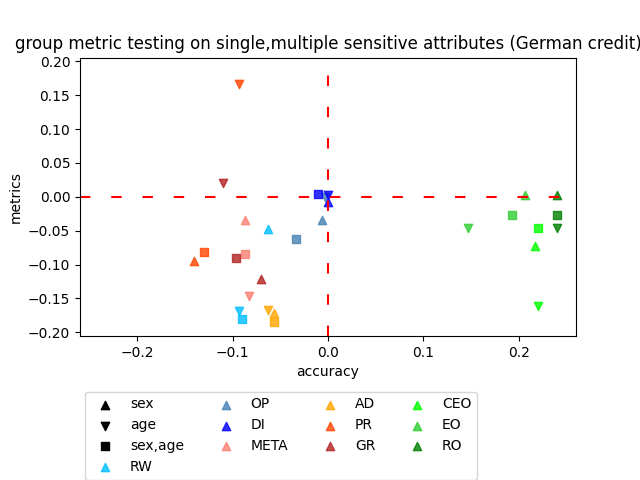 group metric testing on single,multiple sensitive attributes (German credit)
0.20
0.15
0.10
0.05
0.00
−0.05
−0.10
−0.15
−0.20
metrics
−0.2 −0.1 0.0 0.1 0.2
accuracy
sex OP AD CEO
age DI PR EO
sex,age META GR RO
RW